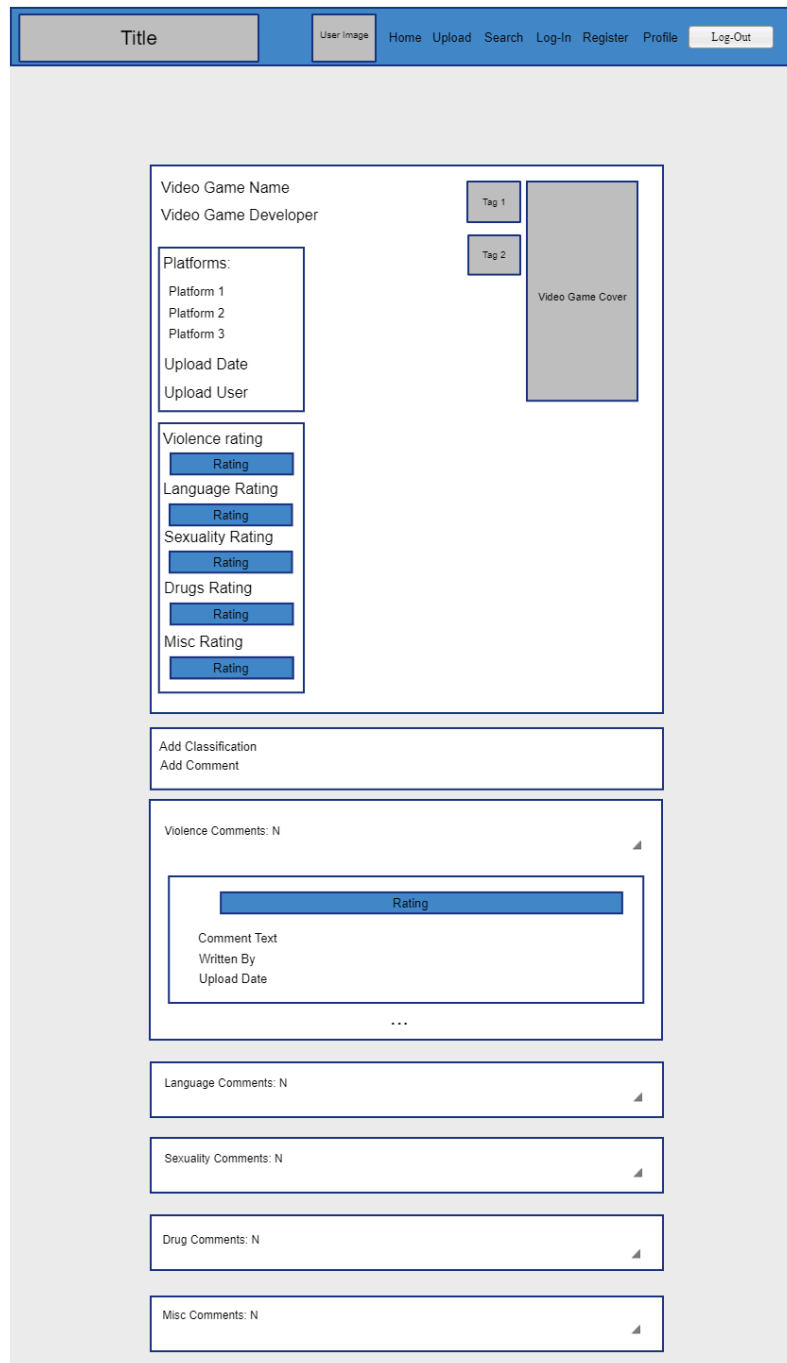 Title
User Image
Home Upload Search Log-In Register Profile Log-Out
Video Game Name
Video Game Developer
Tag 1
Tag 2
Video Game Cover
Platforms:
Platform 1
Platform 2
Platform 3
Upload Date
Upload User
Violence rating
Rating
Language Rating
Rating
Sexuality Rating
Rating
Drugs Rating
Rating
Misc Rating
Rating
Add Classification
Add Comment
Violence Comments: N
Rating
Comment Text
Written By
Upload Date
...
Language Comments: N
Sexuality Comments: N
Drug Comments: N
Misc Comments: N